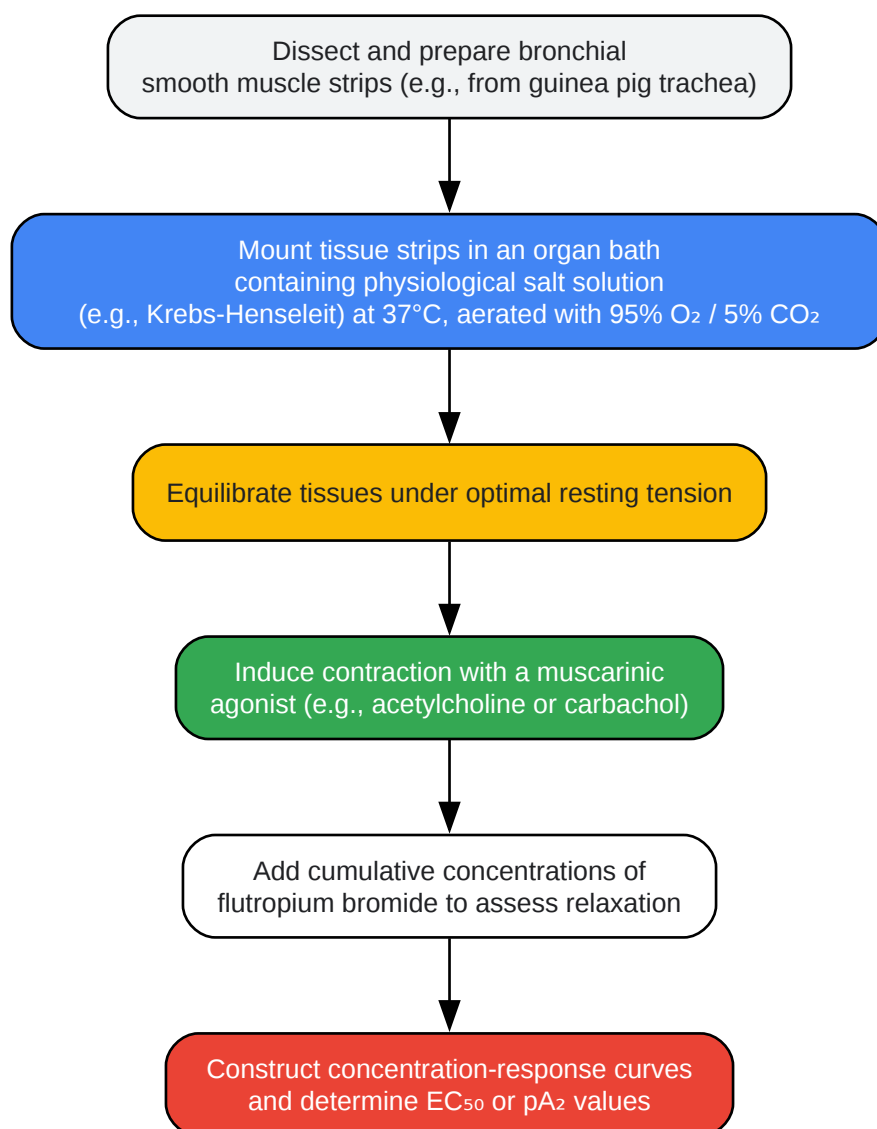 Dissect and prepare bronchial
smooth muscle strips (e.g., from guinea pig trachea)
Mount tissue strips in an organ bath
containing physiological salt solution
(e.g., Krebs-Henseleit) at 37°C, aerated with 95% O₂ / 5% CO₂
Equilibrate tissues under optimal resting tension
Induce contraction with a muscarinic
agonist (e.g., acetylcholine or carbachol)
Add cumulative concentrations of
flutropium bromide to assess relaxation
Construct concentration-response curves
and determine EC₅₀ or pA₂ values